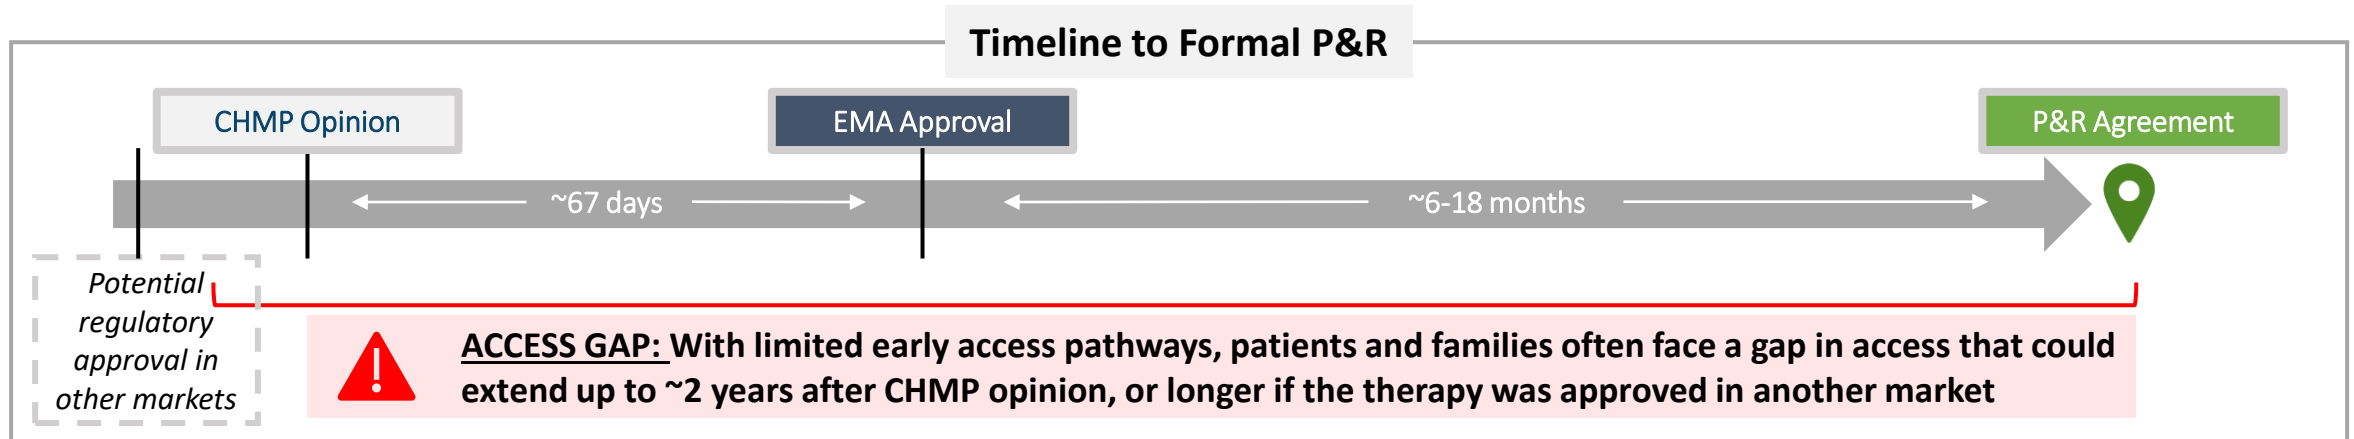 Timeline to Formal P&R
CHMP Opinion
EMA Approval
P&R Agreement
~67 days
~6-18 months
Potential
regulatory
approval in
other markets
ACCESS GAP: With limited early access pathways, patients and families often face a gap in access that could
extend up to ~2 years after CHMP opinion, or longer if the therapy was approved in another market